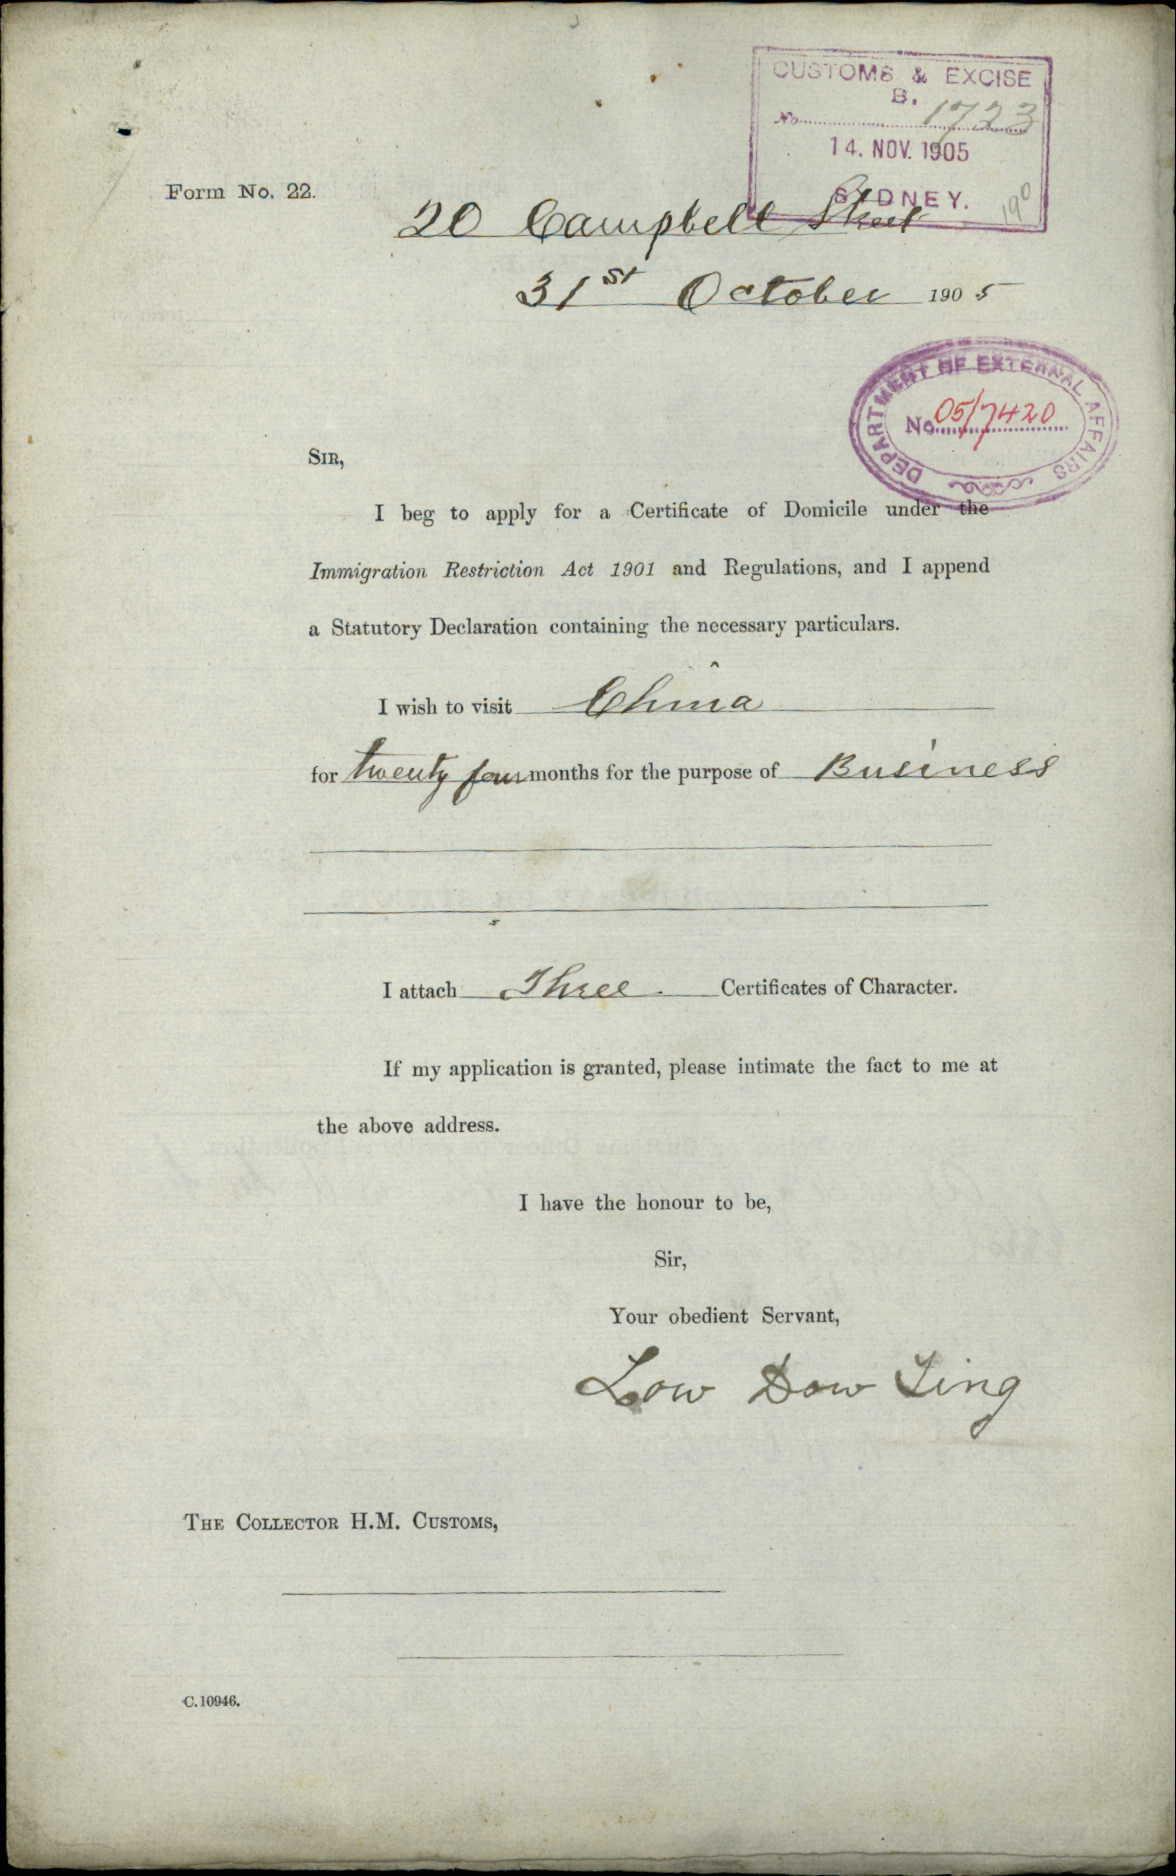 CUSTOMS & EXCISE
B.
No. 1723
14. NOV. 1905
SYDNEY.
190
Form No. 22.
20 Campbell Street
31st October 1905
DEPARTMENT OF EXTERNAL AFFAIRS
No. 05/7420
SIR,
I beg to apply for a Certificate of Domicile under the
Immigration Restriction Act 1901 and Regulations, and I append
a Statutory Declaration containing the necessary particulars.
I wish to visit China
for twenty four months for the purpose of Business
I attach Three. Certificates of Character.
If my application is granted, please intimate the fact to me at
the above address.
I have the honour to be,
Sir,
Your obedient Servant,
Low Dow Ting
THE COLLECTOR H.M. CUSTOMS,
C.10946.